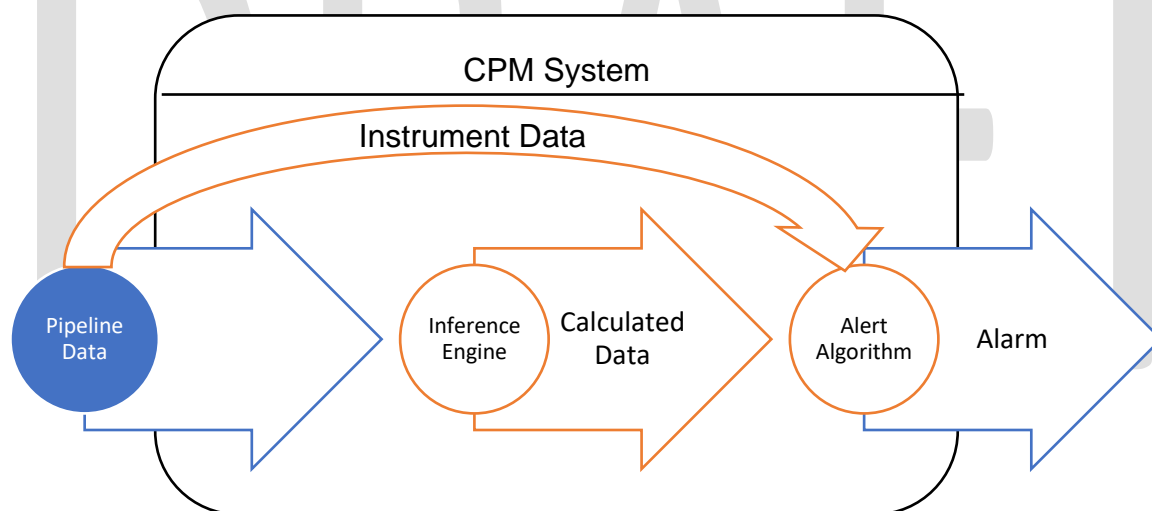 CPM System
Instrument Data
Pipeline
Data
Inference
Engine
Calculated
Data
Alert
Algorithm
Alarm